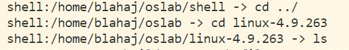 shell:/home/blahaj/oslab/shell -> cd ../
shell:/home/blahaj/oslab -> cd linux-4.9.263
shell:/home/blahaj/oslab/linux-4.9.263 -> ls